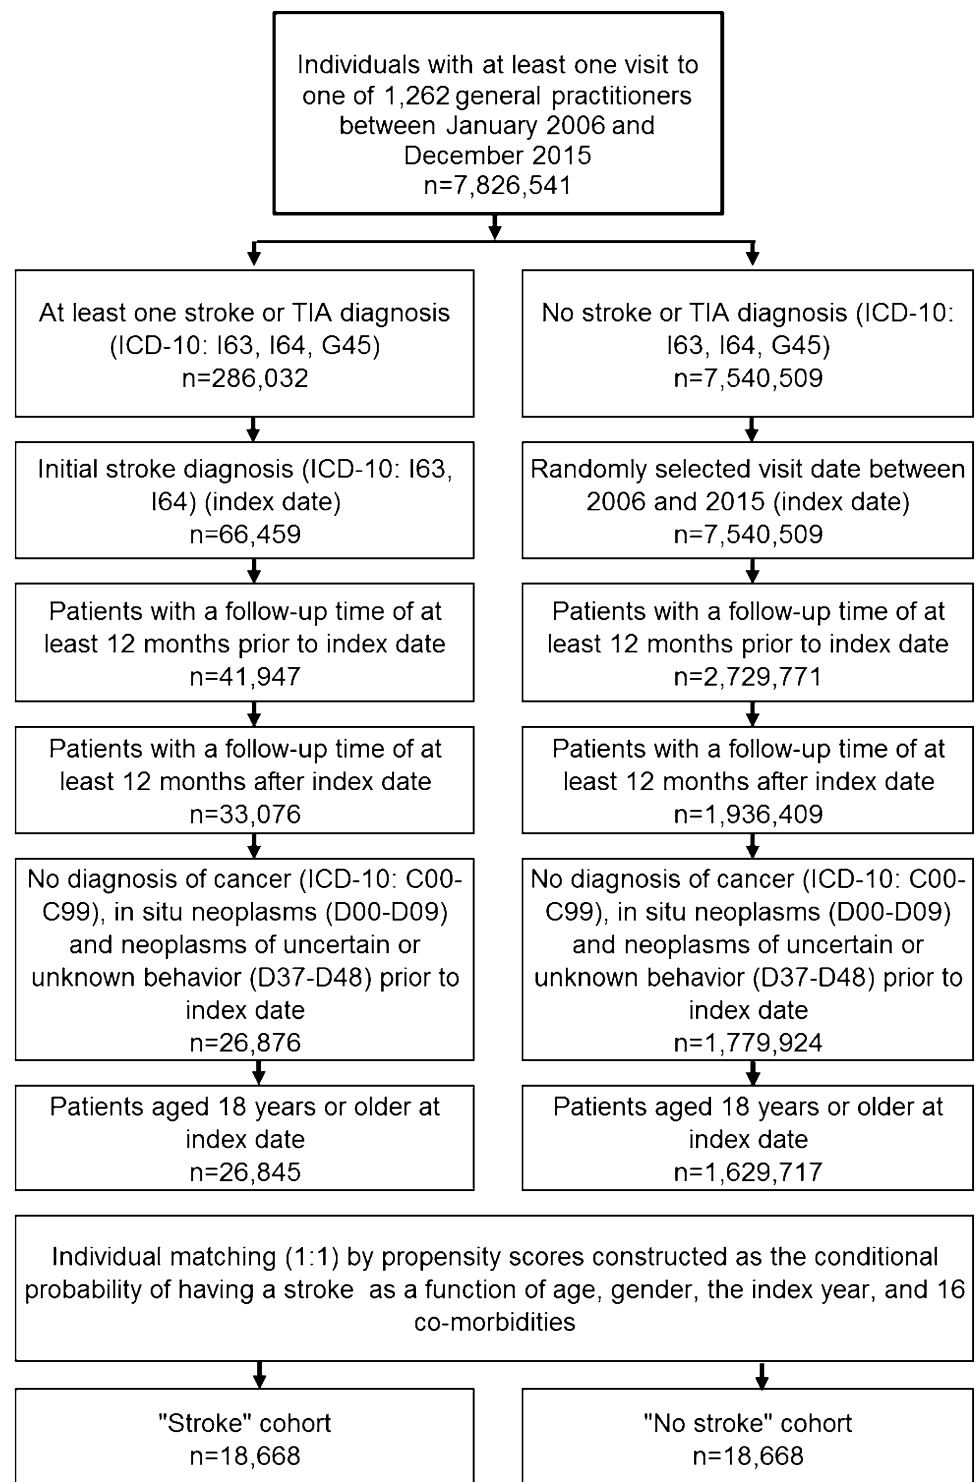 Individuals with at least one visit to
one of 1,262 general practitioners
between January 2006 and
December 2015
n=7,826,541
At least one stroke or TIA diagnosis
(ICD-10: I63, I64, G45)
n=286,032
No stroke or TIA diagnosis (ICD-10:
I63, I64, G45)
n=7,540,509
Initial stroke diagnosis (ICD-10: I63,
I64) (index date)
n=66,459
Randomly selected visit date between
2006 and 2015 (index date)
n=7,540,509
Patients with a follow-up time of at
least 12 months prior to index date
n=41,947
Patients with a follow-up time of at
least 12 months prior to index date
n=2,729,771
Patients with a follow-up time of at
least 12 months after index date
n=33,076
Patients with a follow-up time of at
least 12 months after index date
n=1,936,409
No diagnosis of cancer (ICD-10: C00-
C99), in situ neoplasms (D00-D09)
and neoplasms of uncertain or
unknown behavior (D37-D48) prior to
index date
n=26,876
No diagnosis of cancer (ICD-10: C00-
C99), in situ neoplasms (D00-D09)
and neoplasms of uncertain or
unknown behavior (D37-D48) prior to
index date
n=1,779,924
Patients aged 18 years or older at
index date
n=26,845
Patients aged 18 years or older at
index date
n=1,629,717
Individual matching (1:1) by propensity scores constructed as the conditional
probability of having a stroke as a function of age, gender, the index year, and 16
co-morbidities
"Stroke" cohort
n=18,668
"No stroke" cohort
n=18,668